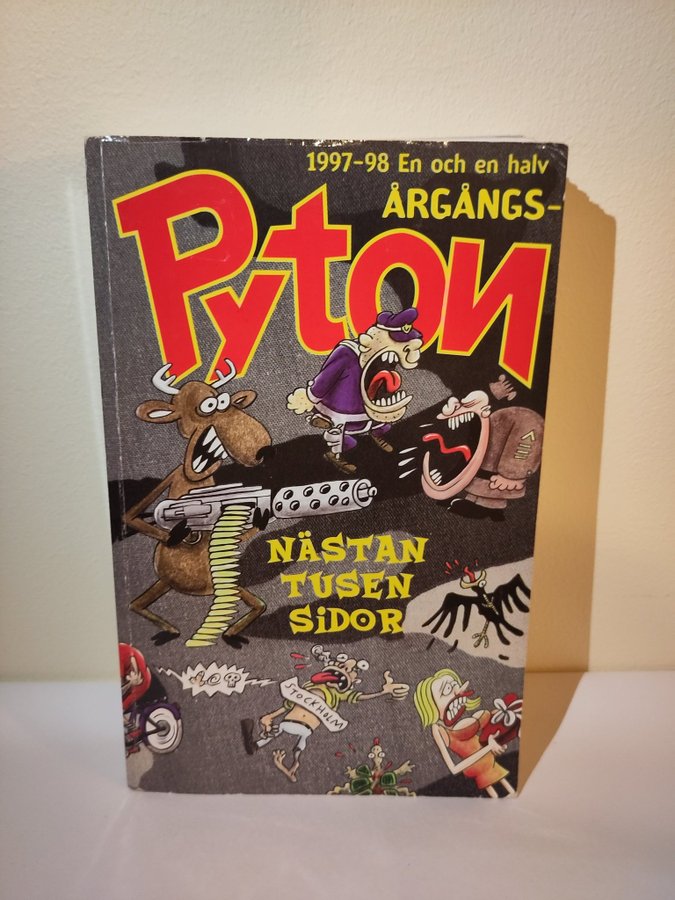 1997-98 En och en halv
ÅRGÅNGS-
Pyton
NÄSTAN
TUSEN
SiDOR
STOCKHOLM